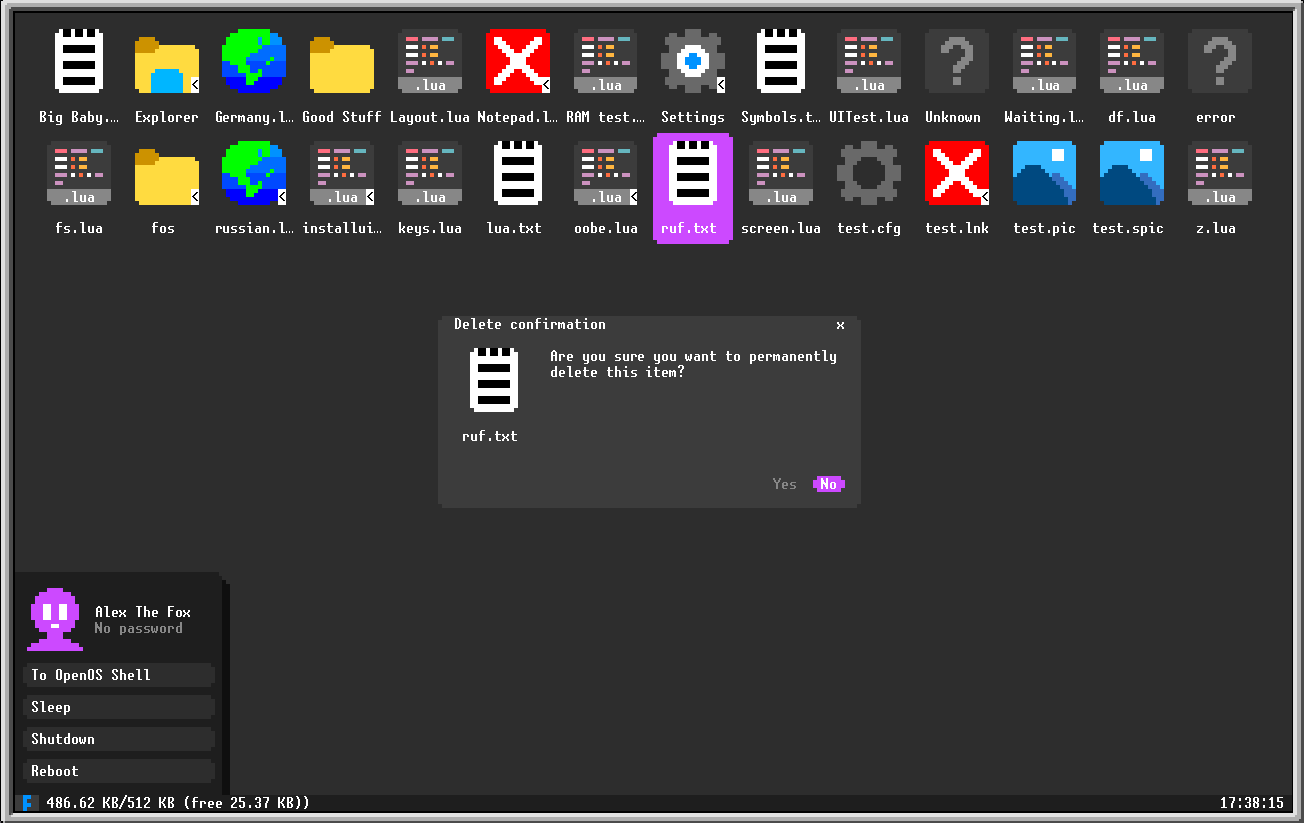 Big Baby.… Explorer Germany.l… Good Stuff Layout.lua Notepad.l… RAM test.… Settings Symbols.t… UITest.lua Unknown Waiting.l… df.lua error
.lua .lua .lua .lua .lua
fs.lua fos russian.l… installui… keys.lua lua.txt oobe.lua ruf.txt screen.lua test.cfg test.lnk test.pic test.spic z.lua
.lua .lua .lua .lua .lua .lua
Delete confirmation x
Are you sure you want to permanently
delete this item?
ruf.txt
Yes No
Alex The Fox
No password
To OpenOS Shell
Sleep
Shutdown
Reboot
F 486.62 KB/512 KB (free 25.37 KB)) 17:38:15